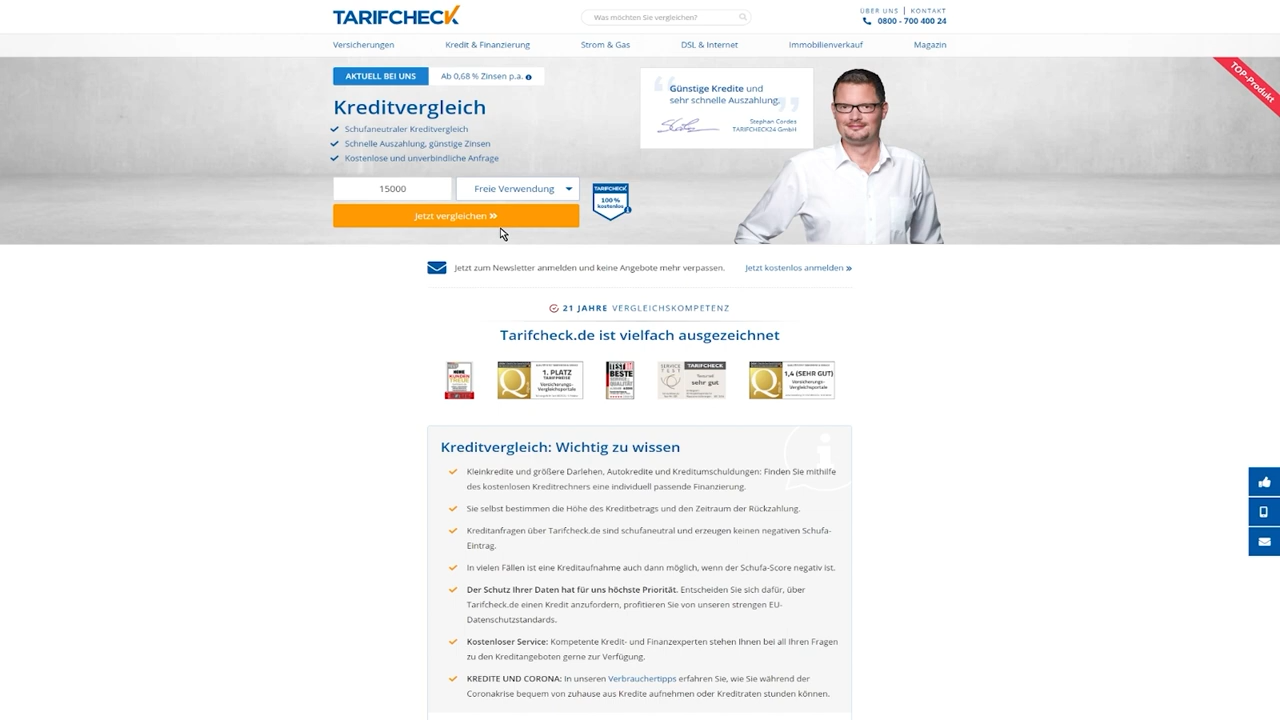 TARIFCHECK
Was möchten Sie vergleichen?
ÜBER UNS | KONTAKT
0800 - 700 400 24
Versicherungen
Kredit & Finanzierung
Strom & Gas
DSL & Internet
Immobilienverkauf
Magazin
AKTUELL BEI UNS
Ab 0,68 % Zinsen p.a.
TOP-Produkt
Günstige Kredite und
sehr schnelle Auszahlung.
Stephan Cordes
TARIFCHECK24 GmbH
Kreditvergleich
Schufaneutraler Kreditvergleich
Schnelle Auszahlung, günstige Zinsen
Kostenlose und unverbindliche Anfrage
15000
Freie Verwendung
TARIFCHECK
100 %
kostenlos
Jetzt vergleichen »
Jetzt zum Newsletter anmelden und keine Angebote mehr verpassen.
Jetzt kostenlos anmelden »
21 JAHRE VERGLEICHSKOMPETENZ
Tarifcheck.de ist vielfach ausgezeichnet
1. PLATZ
TARIFPREISE
Versicherungs-
Vergleichsportale
BESTE
SERVICE
TEST
TARIFCHECK
sehr gut
1,4 (SEHR GUT)
Versicherungs-
Vergleichsportale
Kreditvergleich: Wichtig zu wissen
Kleinkredite und größere Darlehen, Autokredite und Kreditumschuldungen: Finden Sie mithilfe
des kostenlosen Kreditrechners eine individuell passende Finanzierung.
Sie selbst bestimmen die Höhe des Kreditbetrags und den Zeitraum der Rückzahlung.
Kreditanfragen über Tarifcheck.de sind schufaneutral und erzeugen keinen negativen Schufa-
Eintrag.
In vielen Fällen ist eine Kreditaufnahme auch dann möglich, wenn der Schufa-Score negativ ist.
Der Schutz Ihrer Daten hat für uns höchste Priorität. Entscheiden Sie sich dafür, über
Tarifcheck.de einen Kredit anzufordern, profitieren Sie von unseren strengen EU-
Datenschutzstandards.
Kostenloser Service: Kompetente Kredit- und Finanzexperten stehen Ihnen bei all Ihren Fragen
zu den Kreditangeboten gerne zur Verfügung.
KREDITE UND CORONA: In unseren Verbrauchertipps erfahren Sie, wie Sie während der
Coronakrise bequem von zuhause aus Kredite aufnehmen oder Kreditraten stunden können.